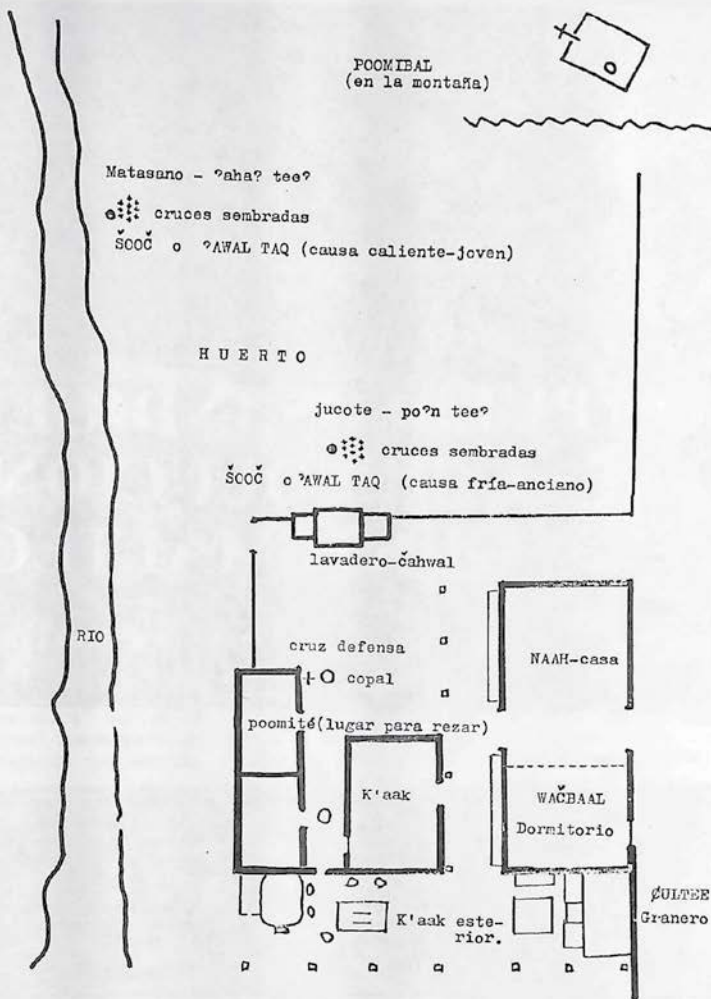 POOMIBAL
(en la montaña)
Matasano - ʔahaʔ teeʔ
cruces sembradas
ŠOOČ o ʔAWAL TAQ (causa caliente-joven)
H U E R T O
jucote - poʔn teeʔ
cruces sembradas
ŠOOČ o ʔAWAL TAQ (causa fría-anciano)
lavadero-čahwal
RIO
cruz defensa
copal
NAAH-casa
poomité(lugar para rezar)
K'aak
WAČBAAL
Dormitorio
ȼULTEE
Granero
K'aak este-
rior.